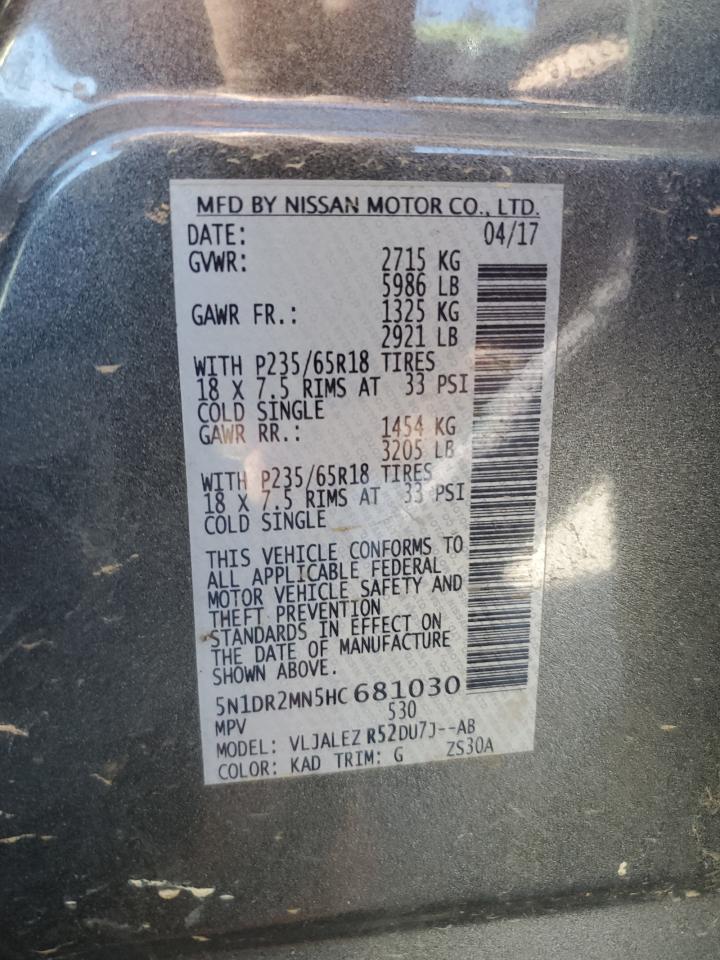 MFD BY NISSAN MOTOR CO., LTD.
DATE: 04/17
GVWR: 2715 KG
5986 LB
GAWR FR.: 1325 KG
2921 LB
WITH P235/65R18 TIRES
18 X 7.5 RIMS AT 33 PSI
COLD SINGLE
GAWR RR.: 1454 KG
3205 LB
WITH P235/65R18 TIRES
18 X 7.5 RIMS AT 33 PSI
COLD SINGLE
THIS VEHICLE CONFORMS TO
ALL APPLICABLE FEDERAL
MOTOR VEHICLE SAFETY AND
THEFT PREVENTION
STANDARDS IN EFFECT ON
THE DATE OF MANUFACTURE
SHOWN ABOVE.
5N1DR2MN5HC 681030
MPV 530
MODEL: VLJALEZ R52DU7J--AB
COLOR: KAD TRIM: G ZS30A